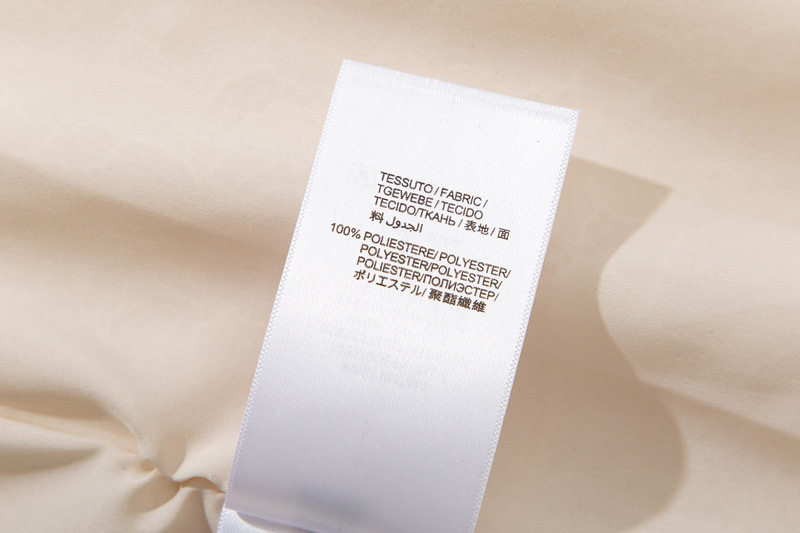 TESSUTO / FABRIC /
TGEWEBE / TECIDO
TECIDO/ТКАНЬ / 表地 / 面
料 الجدول
100% POLIESTERE/ POLYESTER/
POLYESTER/POLYESTER/
POLIESTER/ПОЛИЭСТЕР/
ポリエステル/ 聚酯纖維